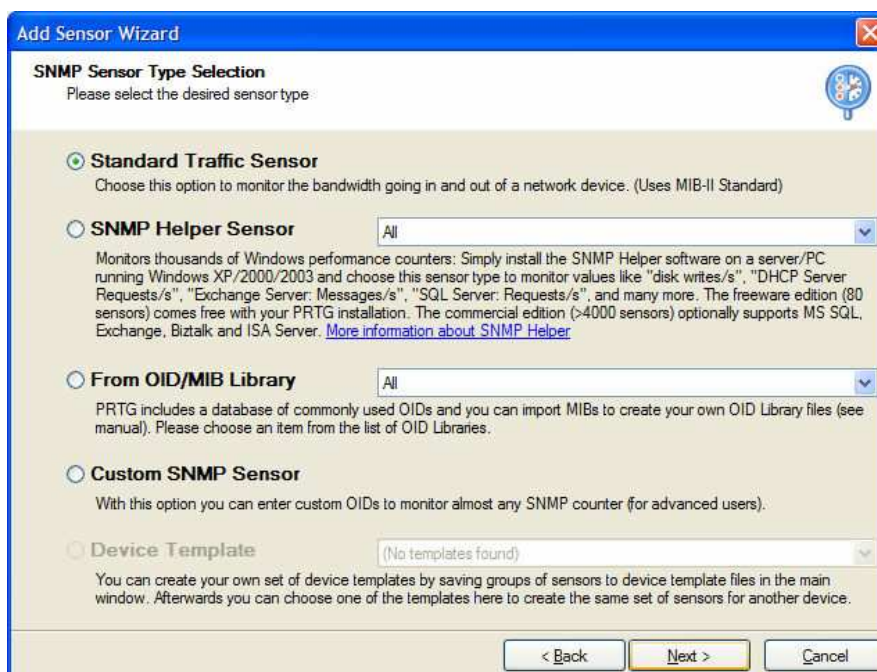 Add Sensor Wizard
SNMP Sensor Type Selection
Please select the desired sensor type
Standard Traffic Sensor
Choose this option to monitor the bandwidth going in and out of a network device. (Uses MIB-II Standard)
SNMP Helper Sensor All
Monitors thousands of Windows performance counters: Simply install the SNMP Helper software on a server/PC
running Windows XP/2000/2003 and choose this sensor type to monitor values like "disk writes/s", "DHCP Server
Requests/s", "Exchange Server: Messages/s", "SQL Server: Requests/s", and many more. The freeware edition (80
sensors) comes free with your PRTG installation. The commercial edition (>4000 sensors) optionally supports MS SQL,
Exchange, Biztalk and ISA Server. More information about SNMP Helper
From OID/MIB Library All
PRTG includes a database of commonly used OIDs and you can import MIBs to create your own OID Library files (see
manual). Please choose an item from the list of OID Libraries.
Custom SNMP Sensor
With this option you can enter custom OIDs to monitor almost any SNMP counter (for advanced users).
Device Template (No templates found)
You can create your own set of device templates by saving groups of sensors to device template files in the main
window. Afterwards you can choose one of the templates here to create the same set of sensors for another device.
< Back Next > Cancel